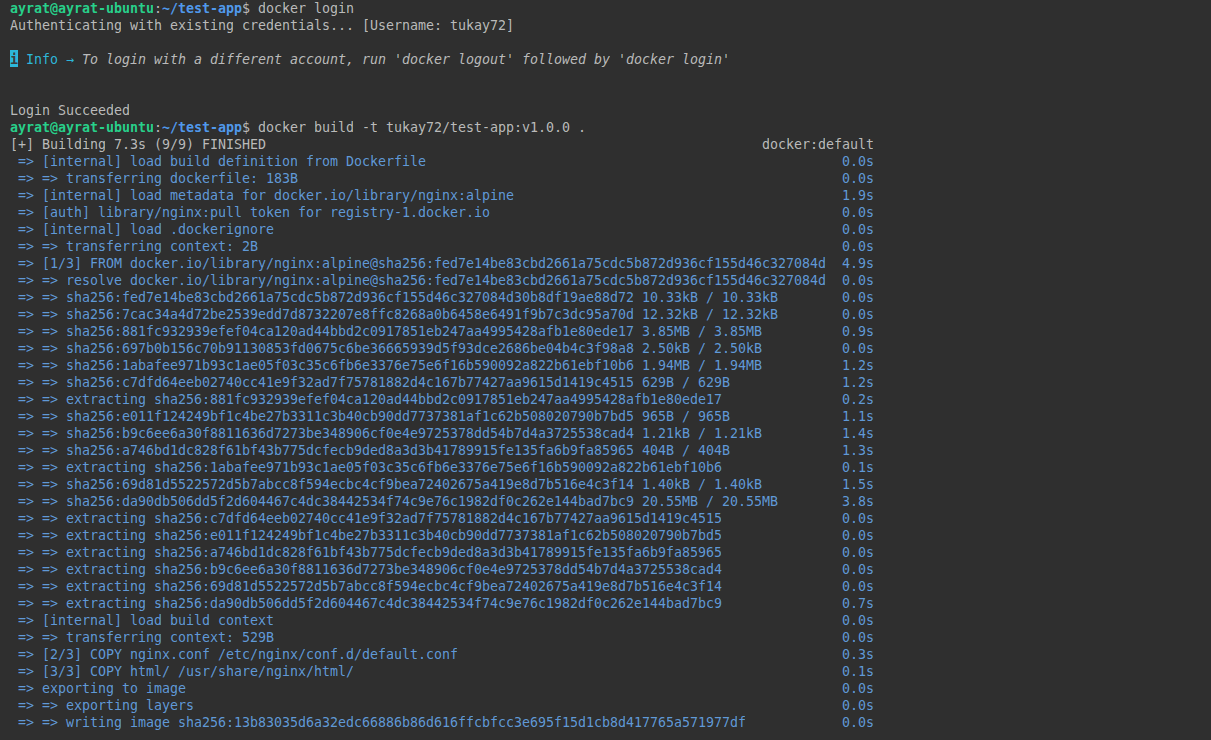 ayrat@ayrat-ubuntu:~/test-app$ docker login
Authenticating with existing credentials... [Username: tukay72]
i Info → To login with a different account, run 'docker logout' followed by 'docker login'
Login Succeeded
ayrat@ayrat-ubuntu:~/test-app$ docker build -t tukay72/test-app:v1.0.0 .
[+] Building 7.3s (9/9) FINISHED docker:default
=> [internal] load build definition from Dockerfile 0.0s
=> => transferring dockerfile: 183B 0.0s
=> [internal] load metadata for docker.io/library/nginx:alpine 1.9s
=> [auth] library/nginx:pull token for registry-1.docker.io 0.0s
=> [internal] load .dockerignore 0.0s
=> => transferring context: 2B 0.0s
=> [1/3] FROM docker.io/library/nginx:alpine@sha256:fed7e14be83cbd2661a75cdc5b872d936cf155d46c327084d 4.9s
=> => resolve docker.io/library/nginx:alpine@sha256:fed7e14be83cbd2661a75cdc5b872d936cf155d46c327084d 0.0s
=> => sha256:fed7e14be83cbd2661a75cdc5b872d936cf155d46c327084d30b8df19ae88d72 10.33kB / 10.33kB 0.0s
=> => sha256:7cac34a4d72be2539edd7d8732207e8ffc8268a0b6458e6491f9b7c3dc95a70d 12.32kB / 12.32kB 0.0s
=> => sha256:881fc932939efef04ca120ad44bbd2c0917851eb247aa4995428afb1e80ede17 3.85MB / 3.85MB 0.9s
=> => sha256:697b0b156c70b91130853fd0675c6be36665939d5f93dce2686be04b4c3f98a8 2.50kB / 2.50kB 0.0s
=> => sha256:1abafee971b93c1ae05f03c35c6fb6e3376e75e6f16b590092a822b61ebf10b6 1.94MB / 1.94MB 1.2s
=> => sha256:c7dfd64eeb02740cc41e9f32ad7f75781882d4c167b77427aa9615d1419c4515 629B / 629B 1.2s
=> => extracting sha256:881fc932939efef04ca120ad44bbd2c0917851eb247aa4995428afb1e80ede17 0.2s
=> => sha256:e011f124249bf1c4be27b3311c3b40cb90dd7737381af1c62b508020790b7bd5 965B / 965B 1.1s
=> => sha256:b9c6ee6a30f8811636d7273be348906cf0e4e9725378dd54b7d4a3725538cad4 1.21kB / 1.21kB 1.4s
=> => sha256:a746bd1dc828f61bf43b775dcfecb9ded8a3d3b41789915fe135fa6b9fa85965 404B / 404B 1.3s
=> => extracting sha256:1abafee971b93c1ae05f03c35c6fb6e3376e75e6f16b590092a822b61ebf10b6 0.1s
=> => sha256:69d81d5522572d5b7abcc8f594ecbc4cf9bea72402675a419e8d7b516e4c3f14 1.40kB / 1.40kB 1.5s
=> => sha256:da90db506dd5f2d604467c4dc38442534f74c9e76c1982df0c262e144bad7bc9 20.55MB / 20.55MB 3.8s
=> => extracting sha256:c7dfd64eeb02740cc41e9f32ad7f75781882d4c167b77427aa9615d1419c4515 0.0s
=> => extracting sha256:e011f124249bf1c4be27b3311c3b40cb90dd7737381af1c62b508020790b7bd5 0.0s
=> => extracting sha256:a746bd1dc828f61bf43b775dcfecb9ded8a3d3b41789915fe135fa6b9fa85965 0.0s
=> => extracting sha256:b9c6ee6a30f8811636d7273be348906cf0e4e9725378dd54b7d4a3725538cad4 0.0s
=> => extracting sha256:69d81d5522572d5b7abcc8f594ecbc4cf9bea72402675a419e8d7b516e4c3f14 0.0s
=> => extracting sha256:da90db506dd5f2d604467c4dc38442534f74c9e76c1982df0c262e144bad7bc9 0.7s
=> [internal] load build context 0.0s
=> => transferring context: 529B 0.0s
=> [2/3] COPY nginx.conf /etc/nginx/conf.d/default.conf 0.3s
=> [3/3] COPY html/ /usr/share/nginx/html/ 0.1s
=> exporting to image 0.0s
=> => exporting layers 0.0s
=> => writing image sha256:13b83035d6a32edc66886b86d616ffcbfcc3e695f15d1cb8d417765a571977df 0.0s